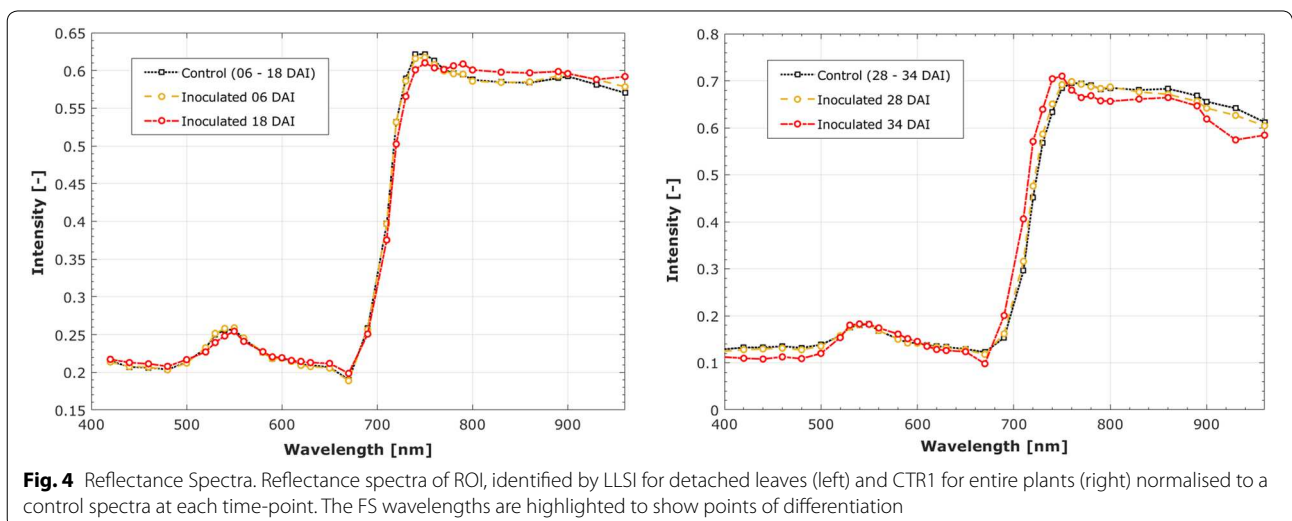 0.65
0.6
0.55
0.5
0.45
0.4
0.35
0.3
0.25
0.2
0.15
Intensity [-]
Control (06 - 18 DAI)
Inoculated 06 DAI
Inoculated 18 DAI
400 500 600 700 800 900
Wavelength [nm]
0.8
0.7
0.6
0.5
0.4
0.3
0.2
0.1
0
Intensity [-]
Control (28 - 34 DAI)
Inoculated 28 DAI
Inoculated 34 DAI
400 500 600 700 800 900
Wavelength [nm]
Fig. 4 Reflectance Spectra. Reflectance spectra of ROI, identified by LLSI for detached leaves (left) and CTR1 for entire plants (right) normalised to a
control spectra at each time-point. The FS wavelengths are highlighted to show points of differentiation